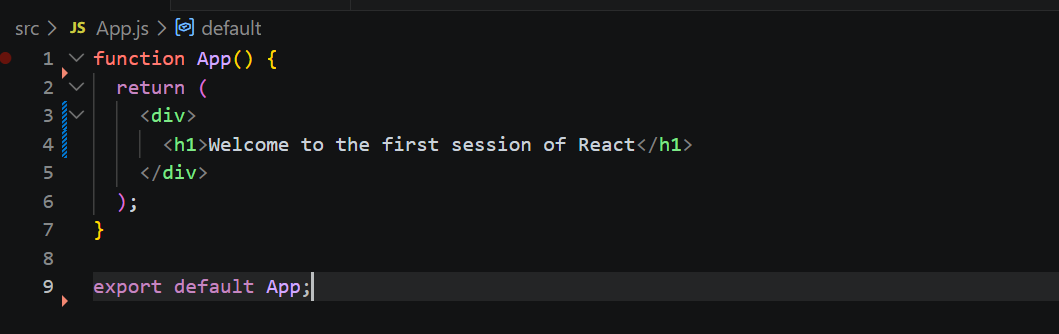 src > JS App.js > default
1 function App() {
2   return (
3     <div>
4       <h1>Welcome to the first session of React</h1>
5     </div>
6   );
7 }
8
9 export default App;